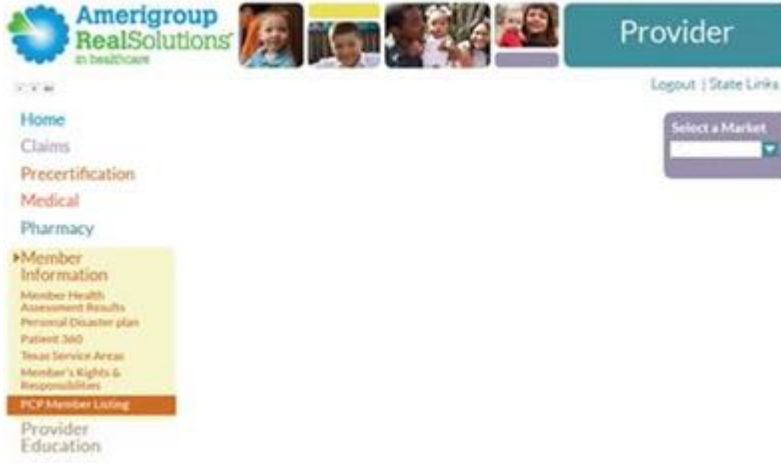 Amerigroup
RealSolutions
in healthcare
Provider
Logout | State Links
Home
Select a Market
Claims
Precertification
Medical
Pharmacy
Member
Information
Member Health
Assessment Results
Personal Disaster plan
Patient 360
Texas Service Areas
Member's Rights &
Responsibilities
PCP Member Listing
Provider
Education